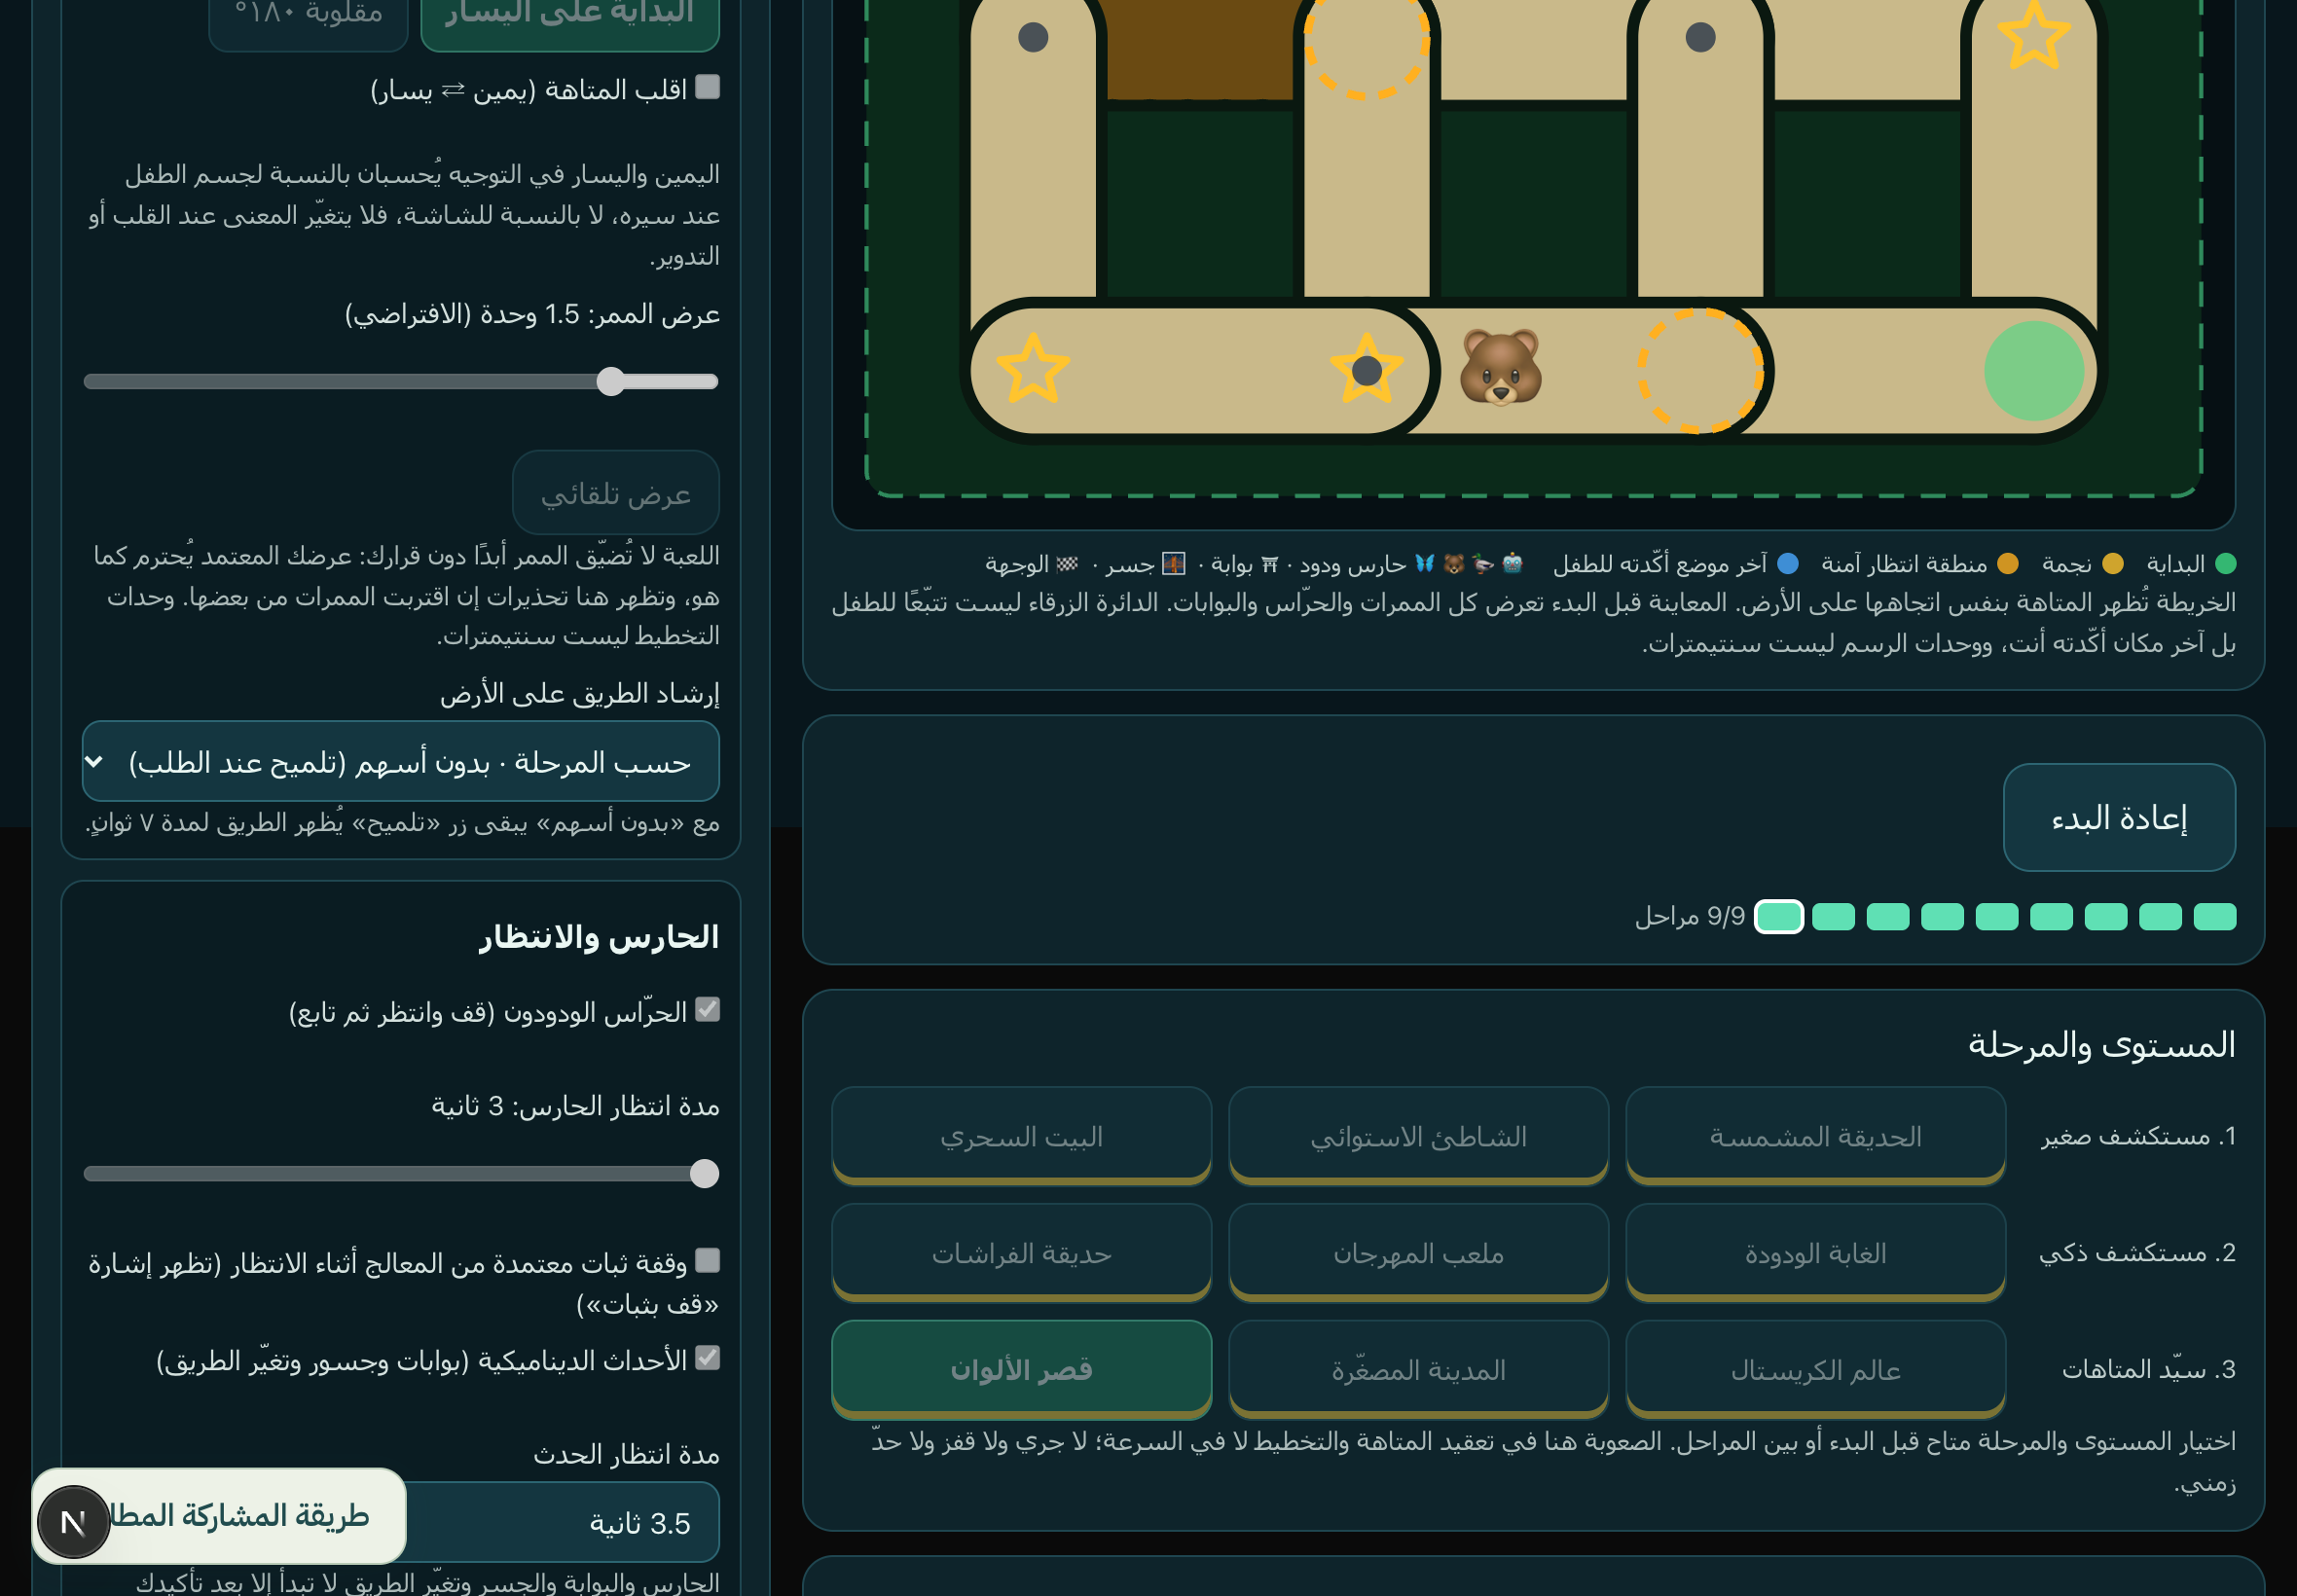 البداية نجمة منطقة انتظار آمنة آخر موضع أكّدته للطفل حارس ودود · بوابة · جسر · الوجهة
الخريطة تُظهر المتاهة بنفس اتجاهها على الأرض. المعاينة قبل البدء تعرض كل الممرات والحرّاس والبوابات. الدائرة الزرقاء ليست تتبّعًا للطفل
بل آخر مكان أكّدته أنت، ووحدات الرسم ليست سنتيمترات.
إعادة البدء
9/9 مراحل
المستوى والمرحلة
1. مستكشف صغير
الحديقة المشمسة
الشاطئ الاستوائي
البيت السحري
2. مستكشف ذكي
الغابة الودودة
ملعب المهرجان
حديقة الفراشات
3. سيّد المتاهات
عالم الكريستال
المدينة المصغّرة
قصر الألوان
اختيار المستوى والمرحلة متاح قبل البدء أو بين المراحل. الصعوبة هنا في تعقيد المتاهة والتخطيط لا في السرعة؛ لا جري ولا قفز ولا حدّ
زمني.
البداية على اليسار
مقلوبة ١٨٠°
اقلب المتاهة (يمين ⇄ يسار)
اليمين واليسار في التوجيه يُحسبان بالنسبة لجسم الطفل
عند سيره، لا بالنسبة للشاشة، فلا يتغيّر المعنى عند القلب أو
التدوير.
عرض الممر: 1.5 وحدة (الافتراضي)
عرض تلقائي
اللعبة لا تُضيّق الممر أبدًا دون قرارك: عرضك المعتمد يُحترم كما
هو، وتظهر هنا تحذيرات إن اقتربت الممرات من بعضها. وحدات
التخطيط ليست سنتيمترات.
إرشاد الطريق على الأرض
حسب المرحلة · بدون أسهم (تلميح عند الطلب)
مع «بدون أسهم» يبقى زر «تلميح» يُظهر الطريق لمدة ٧ ثوانٍ.
الحارس والانتظار
الحرّاس الودودون (قف وانتظر ثم تابع)
مدة انتظار الحارس: 3 ثانية
وقفة ثبات معتمدة من المعالج أثناء الانتظار (تظهر إشارة
«قف بثبات»)
الأحداث الديناميكية (بوابات وجسور وتغيّر الطريق)
مدة انتظار الحدث
3.5 ثانية
طريقة المشاركة
الحارس والبوابة والجسر وتغيّر الطريق لا تبدأ إلا بعد تأكيدك